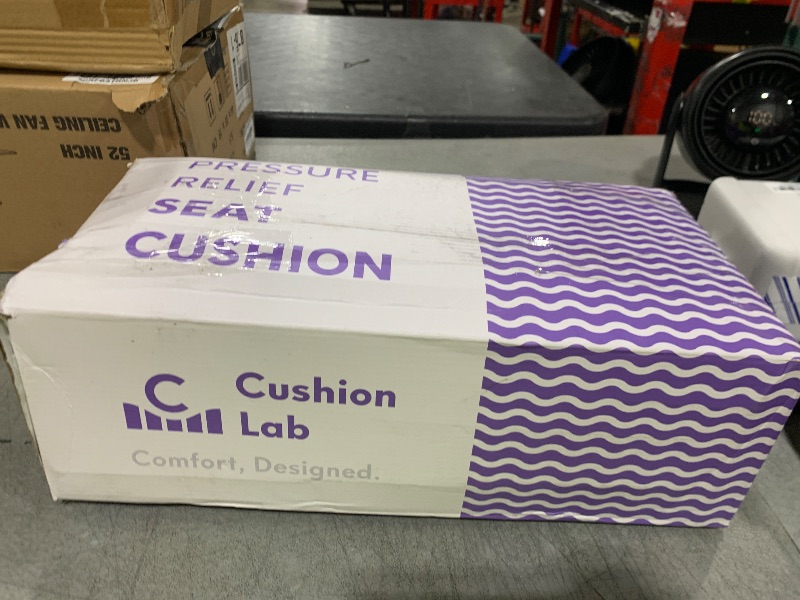 PRESSURE
RELIEF
SEAT
CUSHION
C
Cushion
Lab
Comfort, Designed.
52 INCH
CEILING FAN